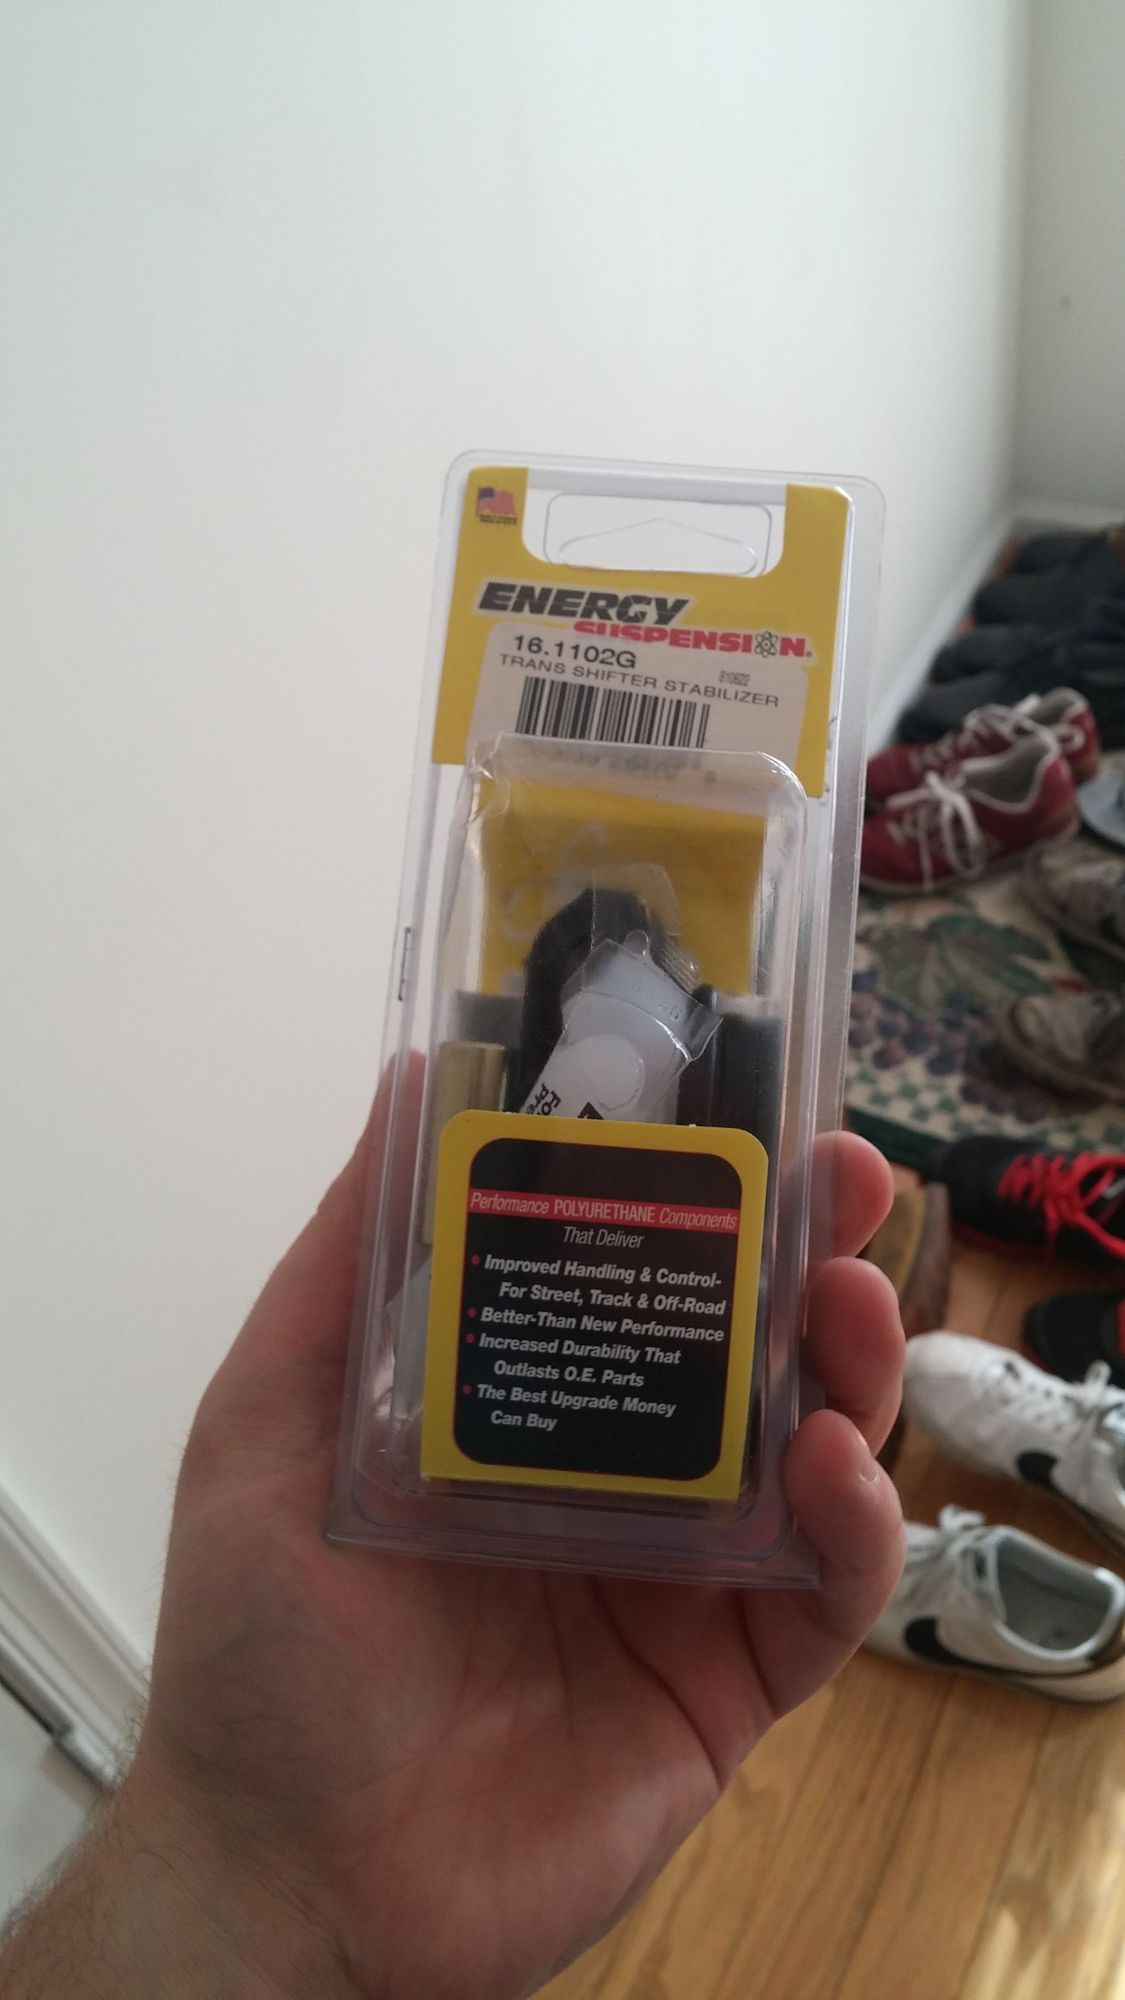 ENERGY
SUSPENSION®
16.1102G
810622
TRANS SHIFTER STABILIZER
Performance POLYURETHANE Components
That Deliver
• Improved Handling & Control-
For Street, Track & Off-Road
• Better-Than New Performance
• Increased Durability That
Outlasts O.E. Parts
• The Best Upgrade Money
Can Buy